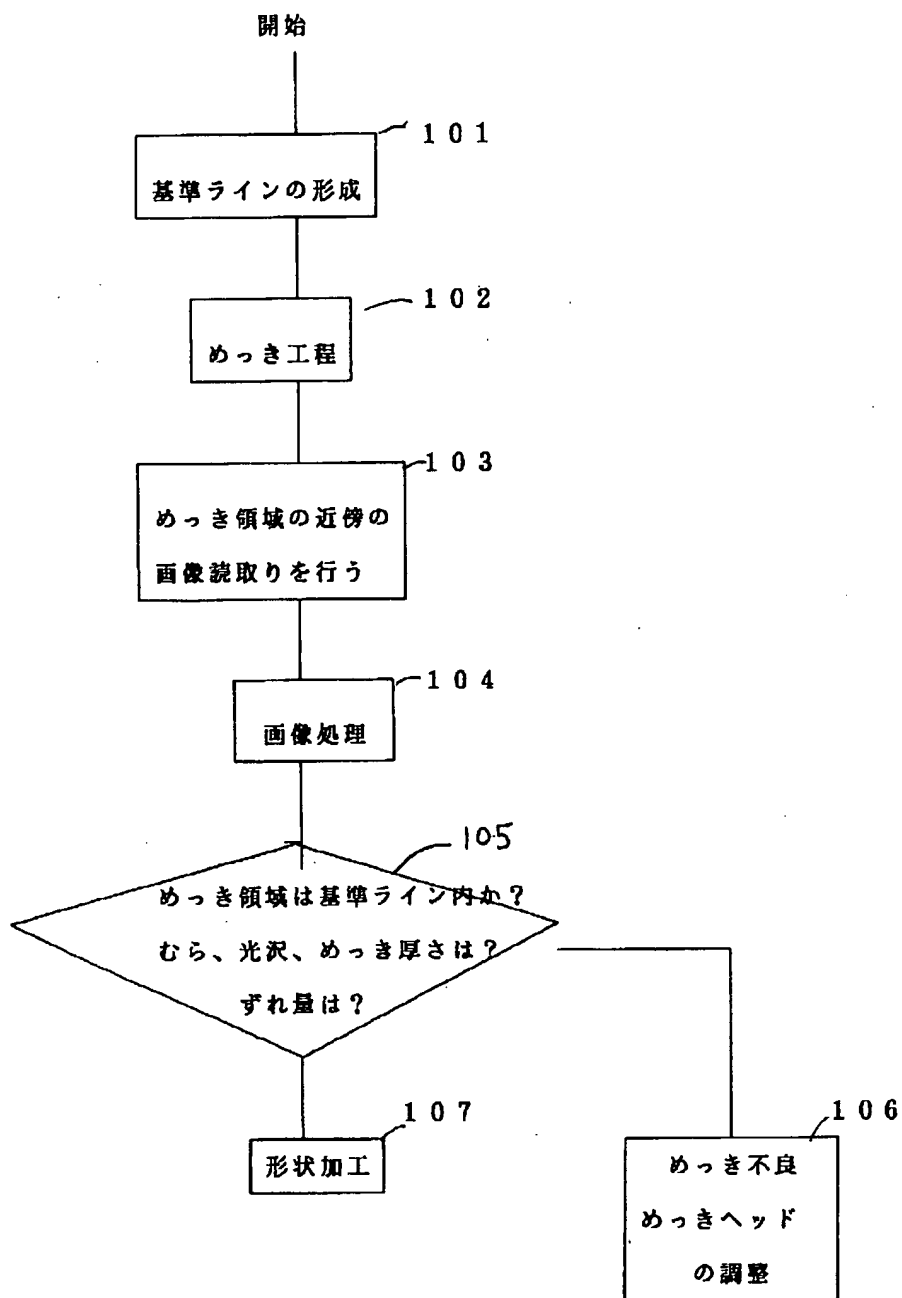 開始
101
基準ラインの形成
102
めっき工程
103
めっき領域の近傍の
画像読取りを行う
104
画像処理
105
めっき領域は基準ライン内か?
むら、光沢、めっき厚さは?
ずれ量は?
107
形状加工
106
めっき不良
めっきヘッド
の調整